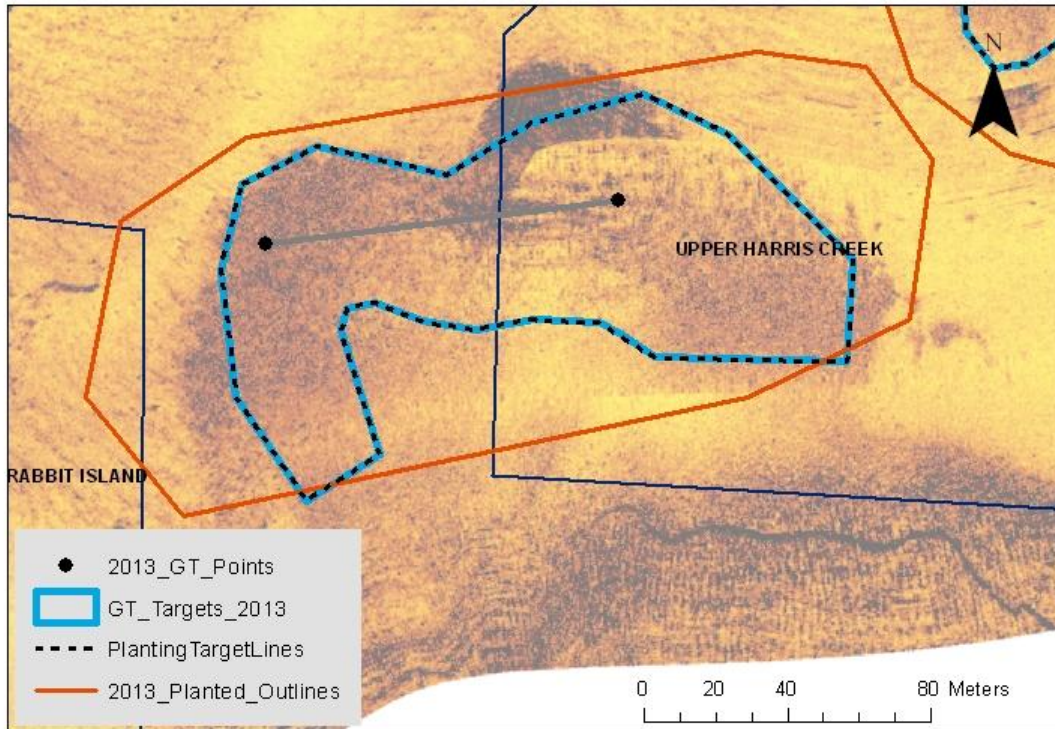 N
UPPER HARRIS CREEK
RABBIT ISLAND
2013_GT_Points
GT_Targets_2013
PlantingTargetLines
2013_Planted_Outlines
0 20 40 80 Meters